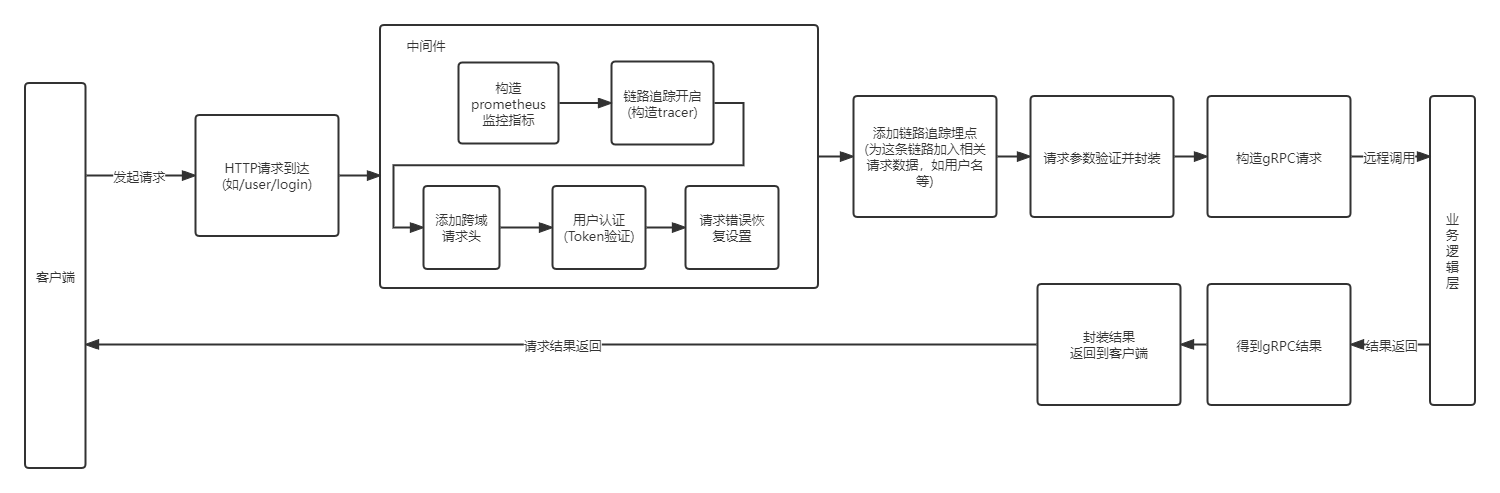 中间件
构造
prometheus
监控指标
链路追踪开启
(构造tracer)
添加跨域
请求头
用户认证
(Token验证)
请求错误恢
复设置
客户端
发起请求
HTTP请求到达
(如/user/login)
添加链路追踪埋点
(为这条链路加入相关
请求数据，如用户名
等)
请求参数验证并封装
构造gRPC请求
远程调用
业
务
逻
辑
层
结果返回
得到gRPC结果
封装结果
返回到客户端
请求结果返回